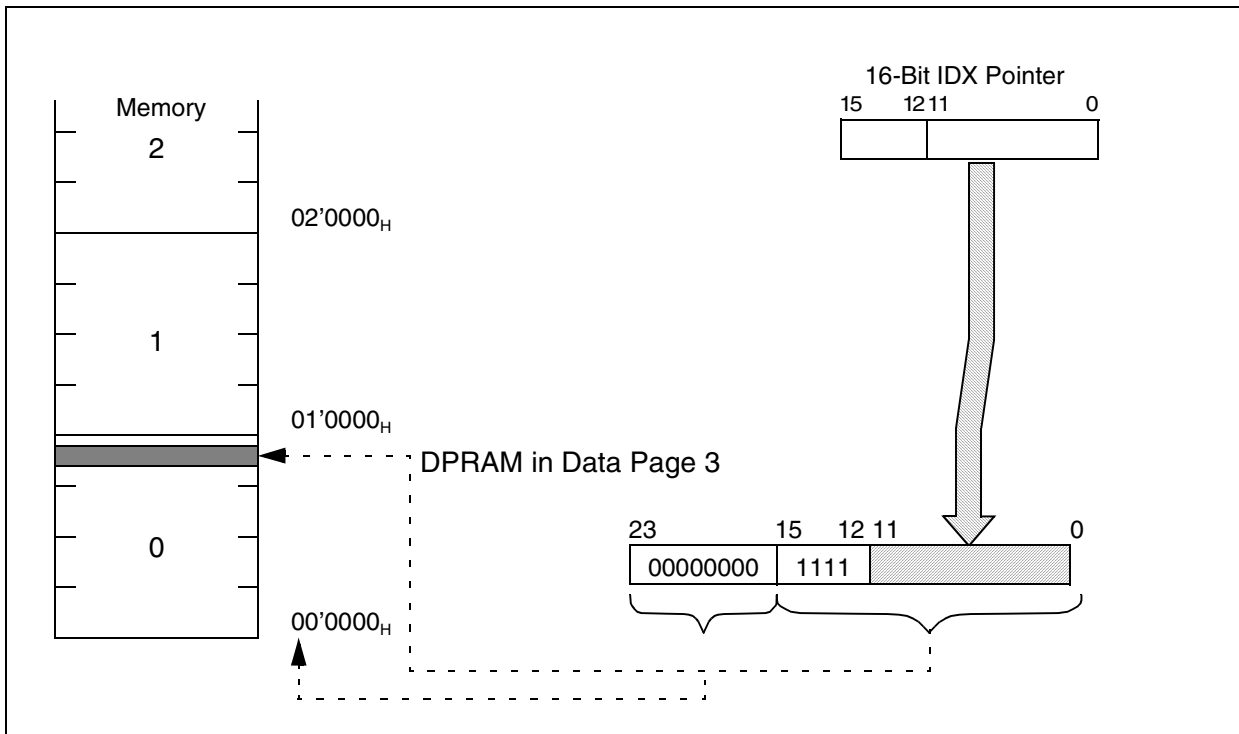 Memory
2
02'0000H
1
01'0000H
0
00'0000H
16-Bit IDX Pointer
15 12 11 0
DPRAM in Data Page 3
23 15 12 11 0
00000000 1111